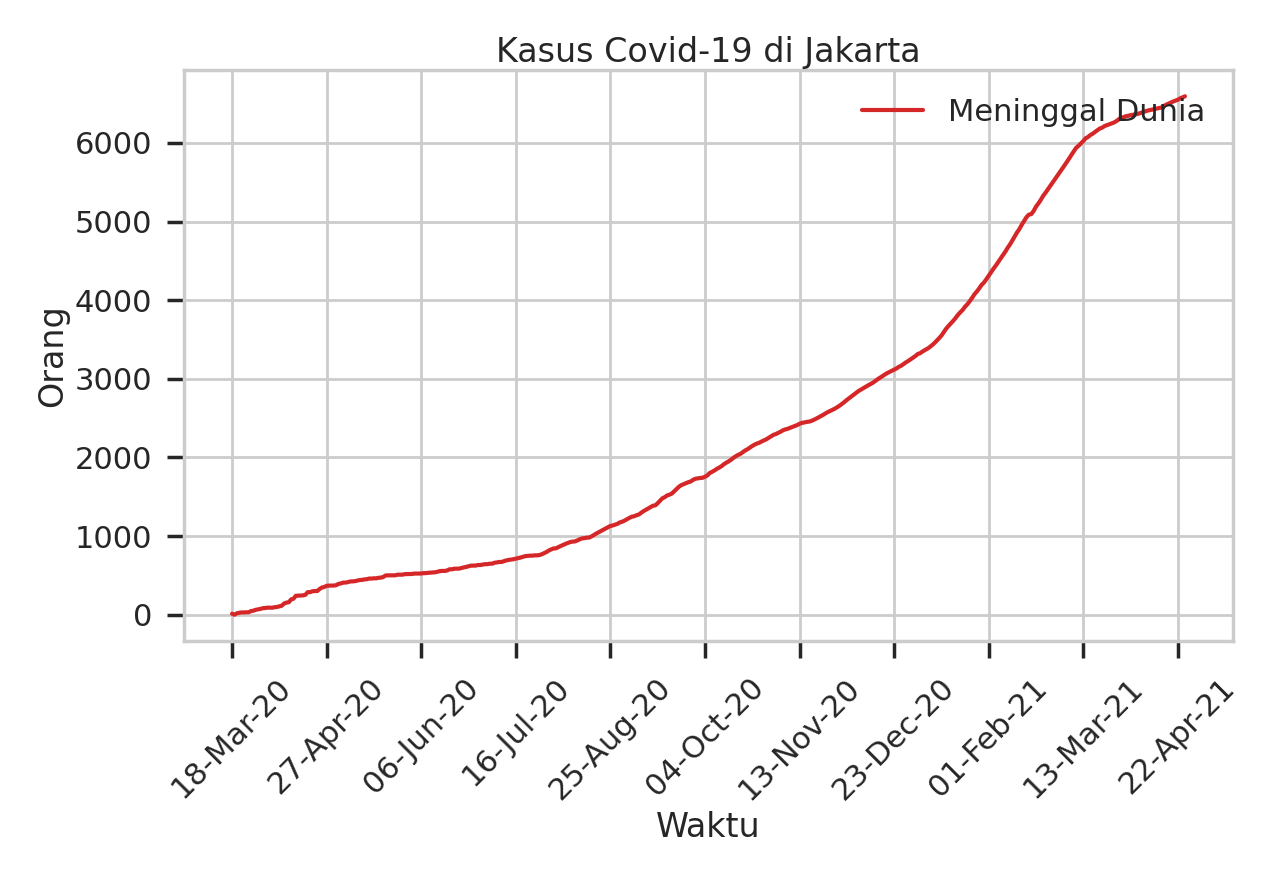 Kasus Covid-19 di Jakarta
Meninggal Dunia
Orang
6000
5000
4000
3000
2000
1000
0
18-Mar-20
27-Apr-20
06-Jun-20
16-Jul-20
25-Aug-20
04-Oct-20
13-Nov-20
23-Dec-20
01-Feb-21
13-Mar-21
22-Apr-21
Waktu